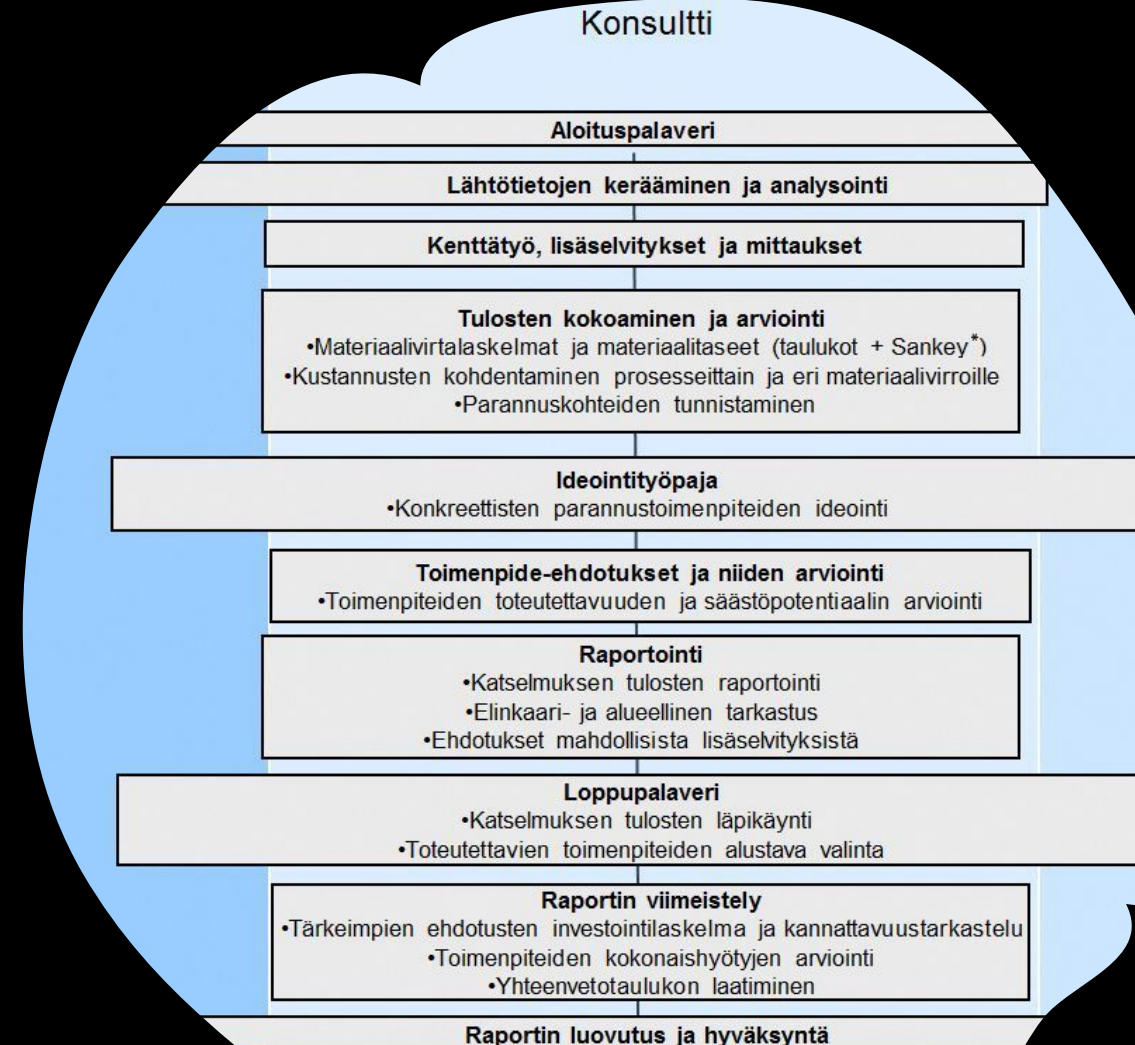 Konsultti
Aloituspalaveri
Lähtötietojen kerääminen ja analysointi
Kenttätyö, lisäselvitykset ja mittaukset
Tulosten kokoaminen ja arviointi
•Materiaalivirtalaskelmat ja materiaalitaseet (taulukot + Sankey*)
•Kustannusten kohdentaminen prosesseittain ja eri materiaalivirroille
•Parannuskohteiden tunnistaminen
Ideointityöpaja
•Konkreettisten parannustoimenpiteiden ideointi
Toimenpide-ehdotukset ja niiden arviointi
•Toimenpiteiden toteutettavuuden ja säästöpotentiaalin arviointi
Raportointi
•Katselmuksen tulosten raportointi
•Elinkaari- ja alueellinen tarkastus
•Ehdotukset mahdollisista lisäselvityksistä
Loppupalaveri
•Katselmuksen tulosten läpikäynti
•Toteutettavien toimenpiteiden alustava valinta
Raportin viimeistely
•Tärkeimpien ehdotusten investointilaskelma ja kannattavuustarkastelu
•Toimenpiteiden kokonaishyötyjen arviointi
•Yhteenvetotaulukon laatiminen
Raportin luovutus ja hyväksyntä